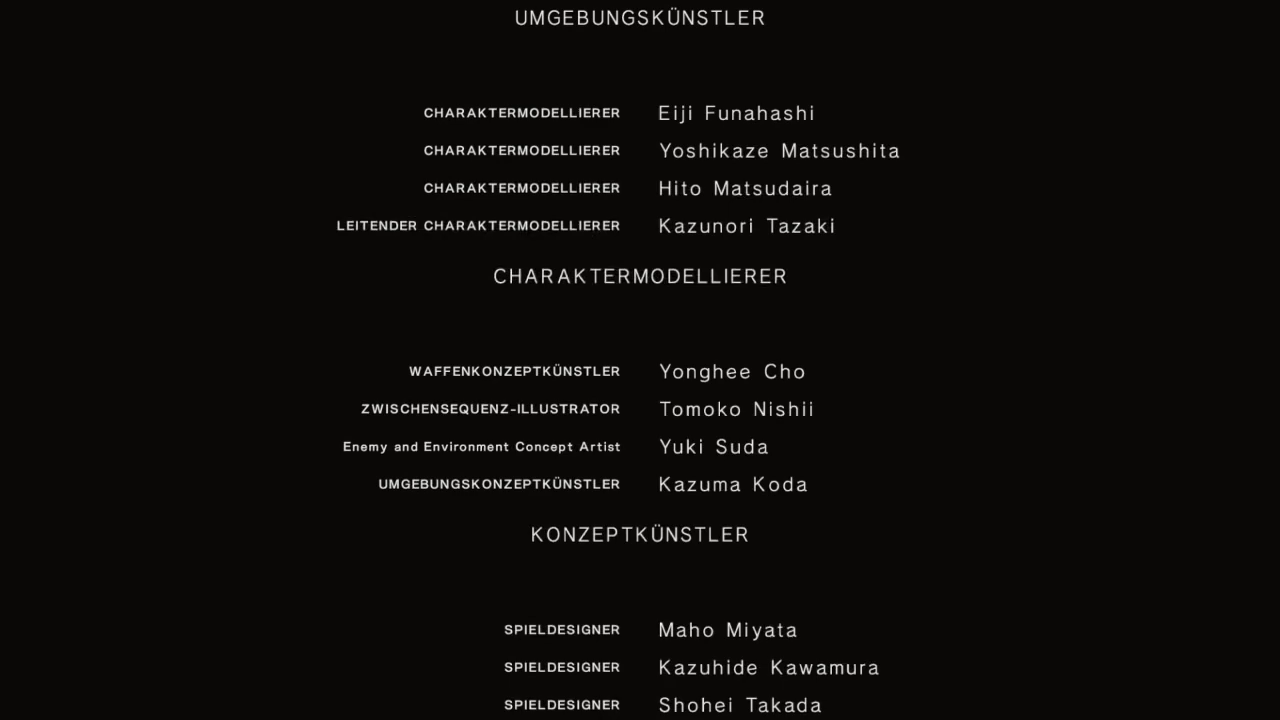 UMGEBUNGSKÜNSTLER
CHARAKTERMODELLIERER Eiji Funahashi
CHARAKTERMODELLIERER Yoshikaze Matsushita
CHARAKTERMODELLIERER Hito Matsudaira
LEITENDER CHARAKTERMODELLIERER Kazunori Tazaki
CHARAKTERMODELLIERER
WAFFENKONZEPTKÜNSTLER Yonghee Cho
ZWISCHENSEQUENZ-ILLUSTRATOR Tomoko Nishii
Enemy and Environment Concept Artist Yuki Suda
UMGEBUNGSKONZEPTKÜNSTLER Kazuma Koda
KONZEPTKÜNSTLER
SPIELDESIGNER Maho Miyata
SPIELDESIGNER Kazuhide Kawamura
SPIELDESIGNER Shohei Takada